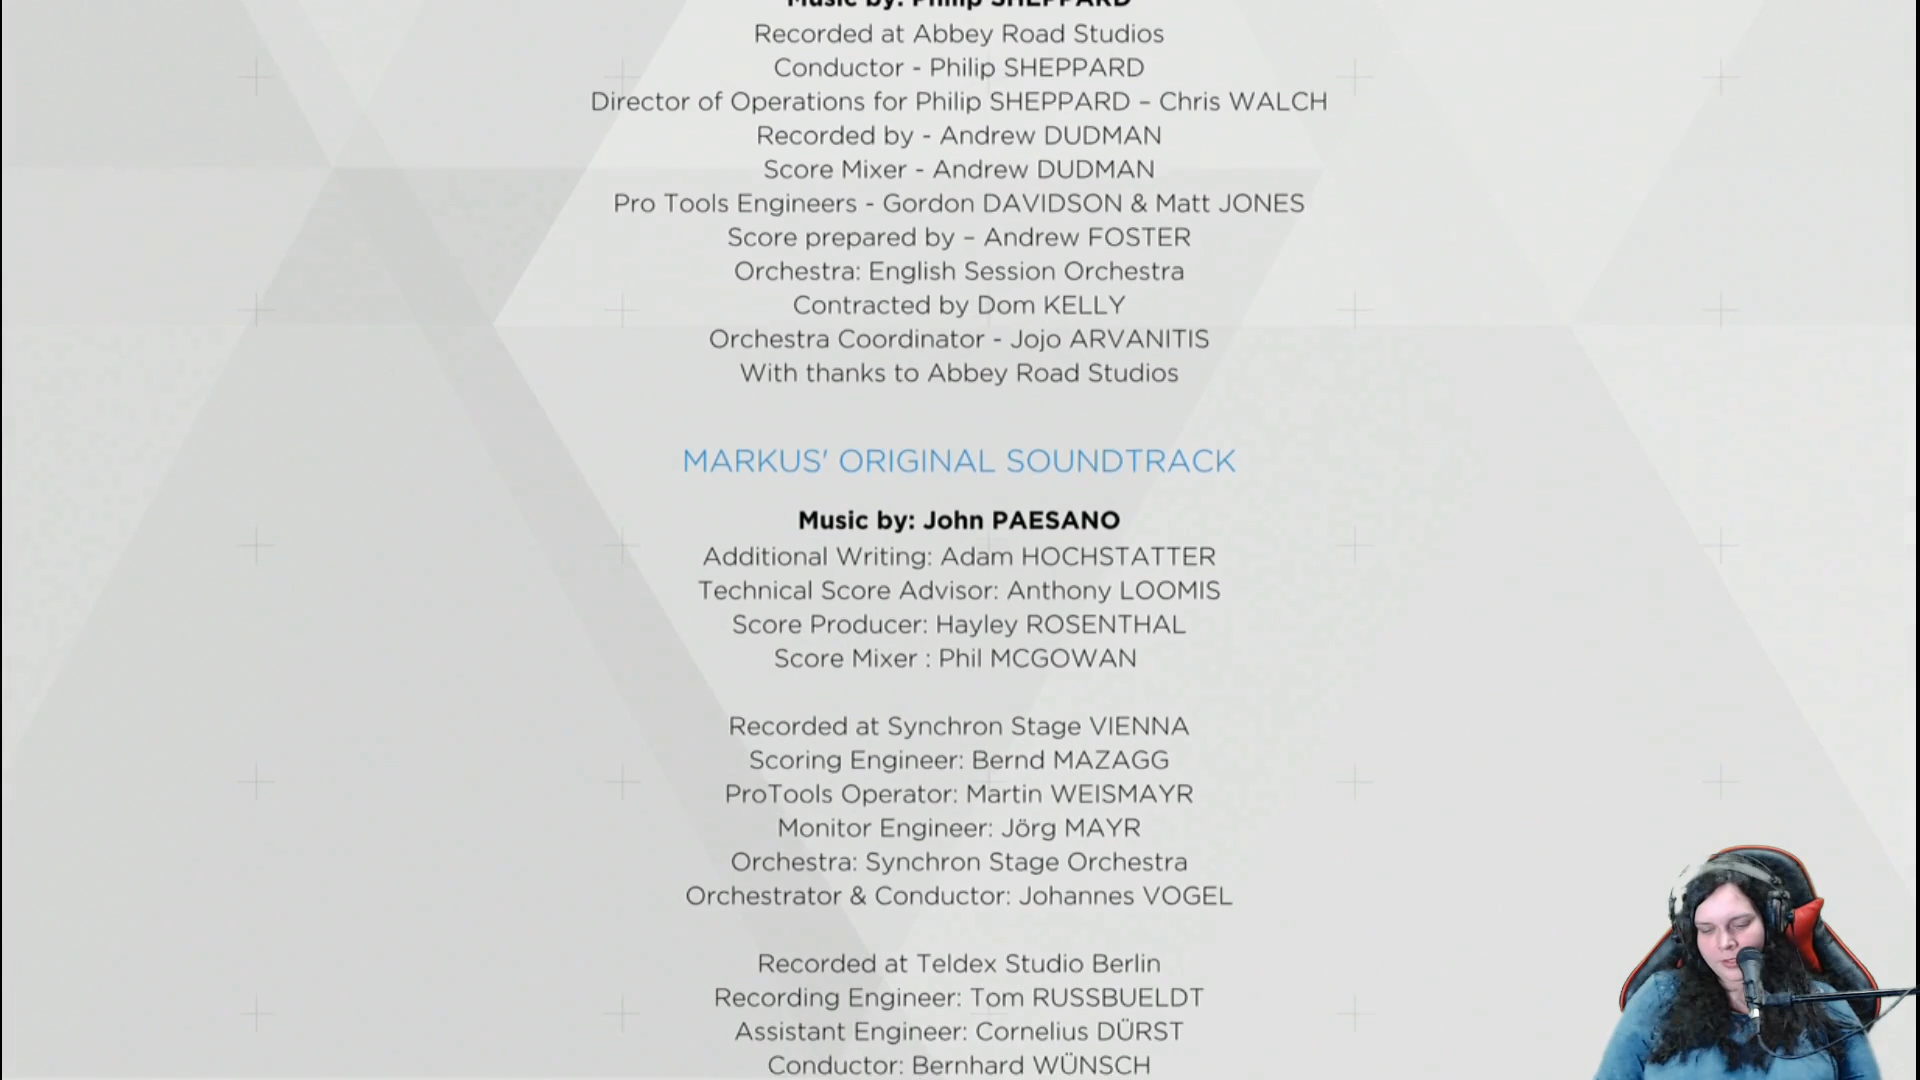 Music by: Philip SHEPPARD
Recorded at Abbey Road Studios
Conductor - Philip SHEPPARD
Director of Operations for Philip SHEPPARD – Chris WALCH
Recorded by - Andrew DUDMAN
Score Mixer - Andrew DUDMAN
Pro Tools Engineers - Gordon DAVIDSON & Matt JONES
Score prepared by – Andrew FOSTER
Orchestra: English Session Orchestra
Contracted by Dom KELLY
Orchestra Coordinator - Jojo ARVANITIS
With thanks to Abbey Road Studios
MARKUS' ORIGINAL SOUNDTRACK
Music by: John PAESANO
Additional Writing: Adam HOCHSTATTER
Technical Score Advisor: Anthony LOOMIS
Score Producer: Hayley ROSENTHAL
Score Mixer : Phil MCGOWAN
Recorded at Synchron Stage VIENNA
Scoring Engineer: Bernd MAZAGG
ProTools Operator: Martin WEISMAYR
Monitor Engineer: Jörg MAYR
Orchestra: Synchron Stage Orchestra
Orchestrator & Conductor: Johannes VOGEL
Recorded at Teldex Studio Berlin
Recording Engineer: Tom RUSSBUELDT
Assistant Engineer: Cornelius DÜRST
Conductor: Bernhard WÜNSCH